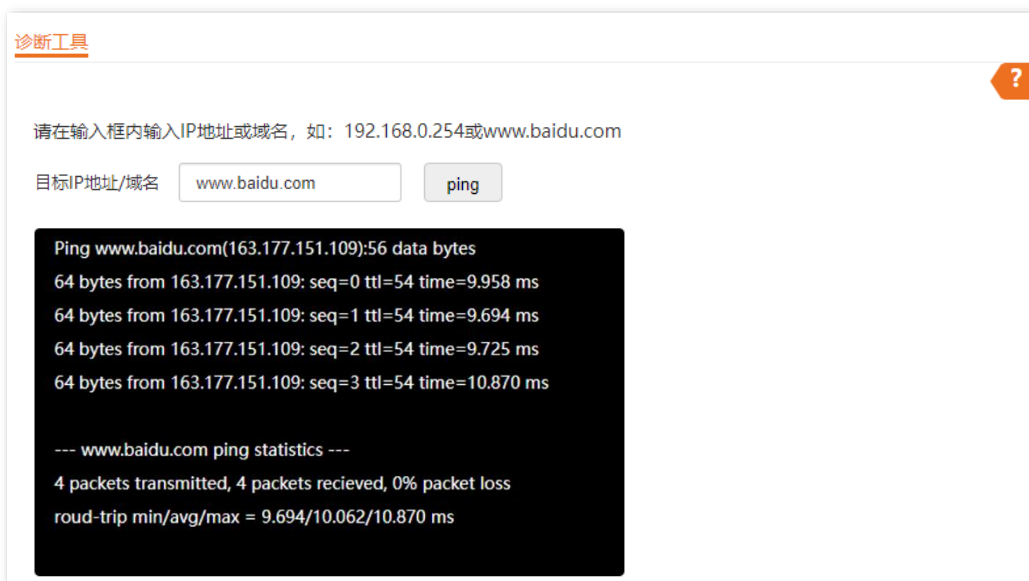 诊断工具
?
请在输入框内输入IP地址或域名，如：192.168.0.254或www.baidu.com
目标IP地址/域名 www.baidu.com ping
Ping www.baidu.com(163.177.151.109):56 data bytes
64 bytes from 163.177.151.109: seq=0 ttl=54 time=9.958 ms
64 bytes from 163.177.151.109: seq=1 ttl=54 time=9.694 ms
64 bytes from 163.177.151.109: seq=2 ttl=54 time=9.725 ms
64 bytes from 163.177.151.109: seq=3 ttl=54 time=10.870 ms
--- www.baidu.com ping statistics ---
4 packets transmitted, 4 packets recieved, 0% packet loss
roud-trip min/avg/max = 9.694/10.062/10.870 ms